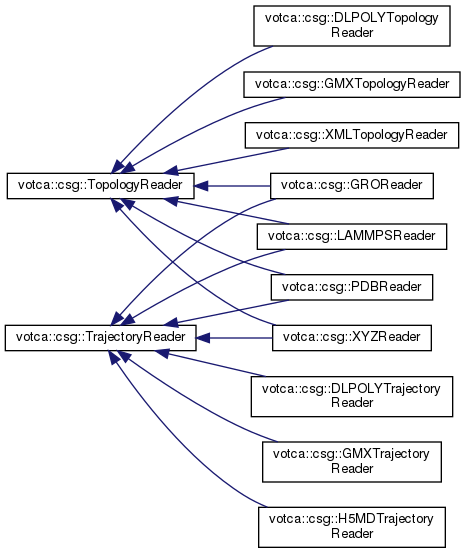 votca::csg::DLPOLYTopology
Reader
votca::csg::GMXTopologyReader
votca::csg::XMLTopologyReader
votca::csg::TopologyReader
votca::csg::GROReader
votca::csg::LAMMPSReader
votca::csg::PDBReader
votca::csg::TrajectoryReader
votca::csg::XYZReader
votca::csg::DLPOLYTrajectory
Reader
votca::csg::GMXTrajectory
Reader
votca::csg::H5MDTrajectory
Reader